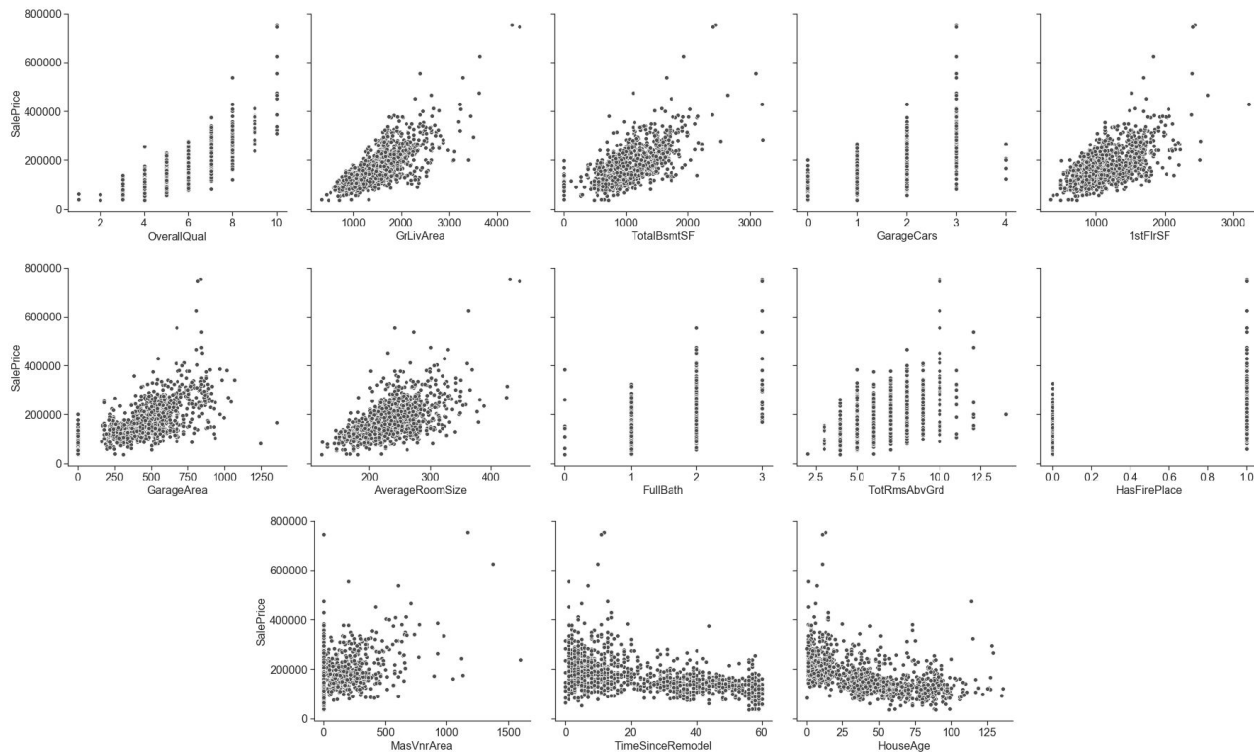 800000
600000
400000
200000
0
SalePrice
2 4 6 8 10
OverallQual
1000 2000 3000 4000
GrLivArea
0 1000 2000 3000
TotalBsmtSF
0 1 2 3 4
GarageCars
1000 2000 3000
1stFlrSF
800000
600000
400000
200000
0
SalePrice
0 250 500 750 1000 1250
GarageArea
200 300 400
AverageRoomSize
0 1 2 3
FullBath
2.5 5.0 7.5 10.0 12.5
TotRmsAbvGrd
0.0 0.2 0.4 0.6 0.8 1.0
HasFirePlace
800000
600000
400000
200000
0
SalePrice
0 500 1000 1500
MasVnrArea
0 20 40 60
TimeSinceRemodel
0 25 50 75 100 125
HouseAge